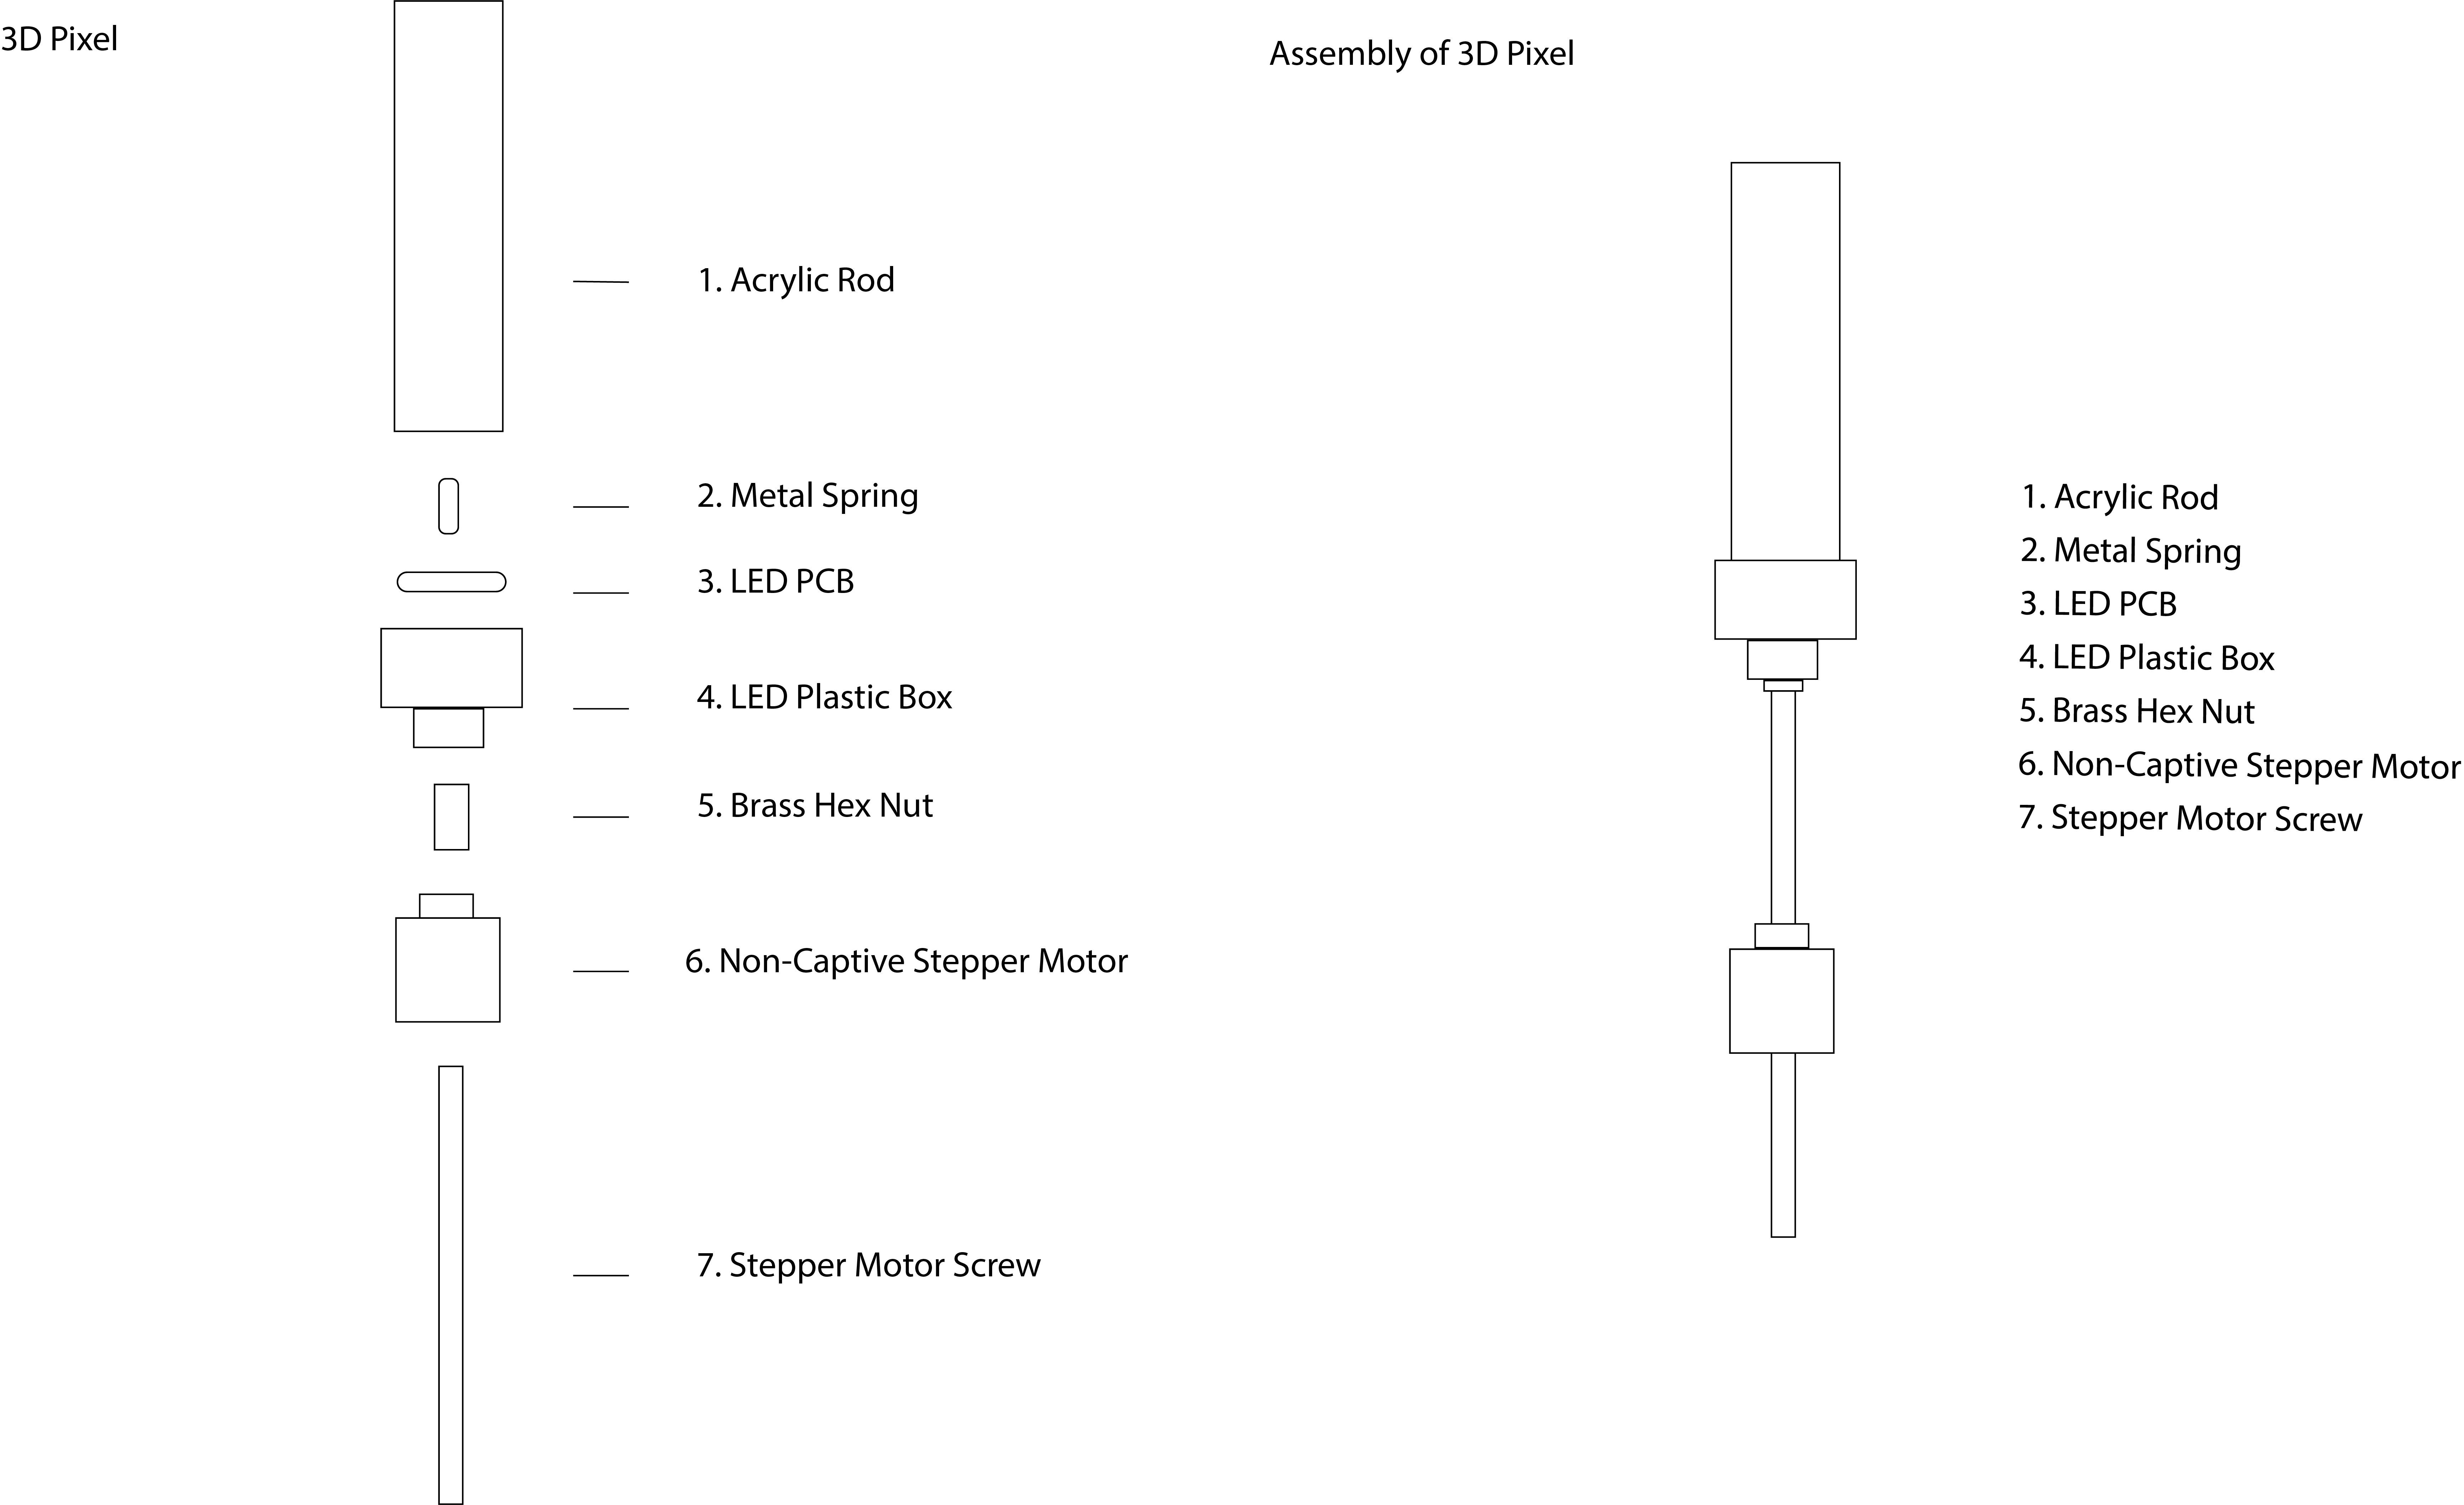 3D Pixel
1. Acrylic Rod
2. Metal Spring
3. LED PCB
4. LED Plastic Box
5. Brass Hex Nut
6. Non-Captive Stepper Motor
7. Stepper Motor Screw
Assembly of 3D Pixel
1. Acrylic Rod
2. Metal Spring
3. LED PCB
4. LED Plastic Box
5. Brass Hex Nut
6. Non-Captive Stepper Motor
7. Stepper Motor Screw